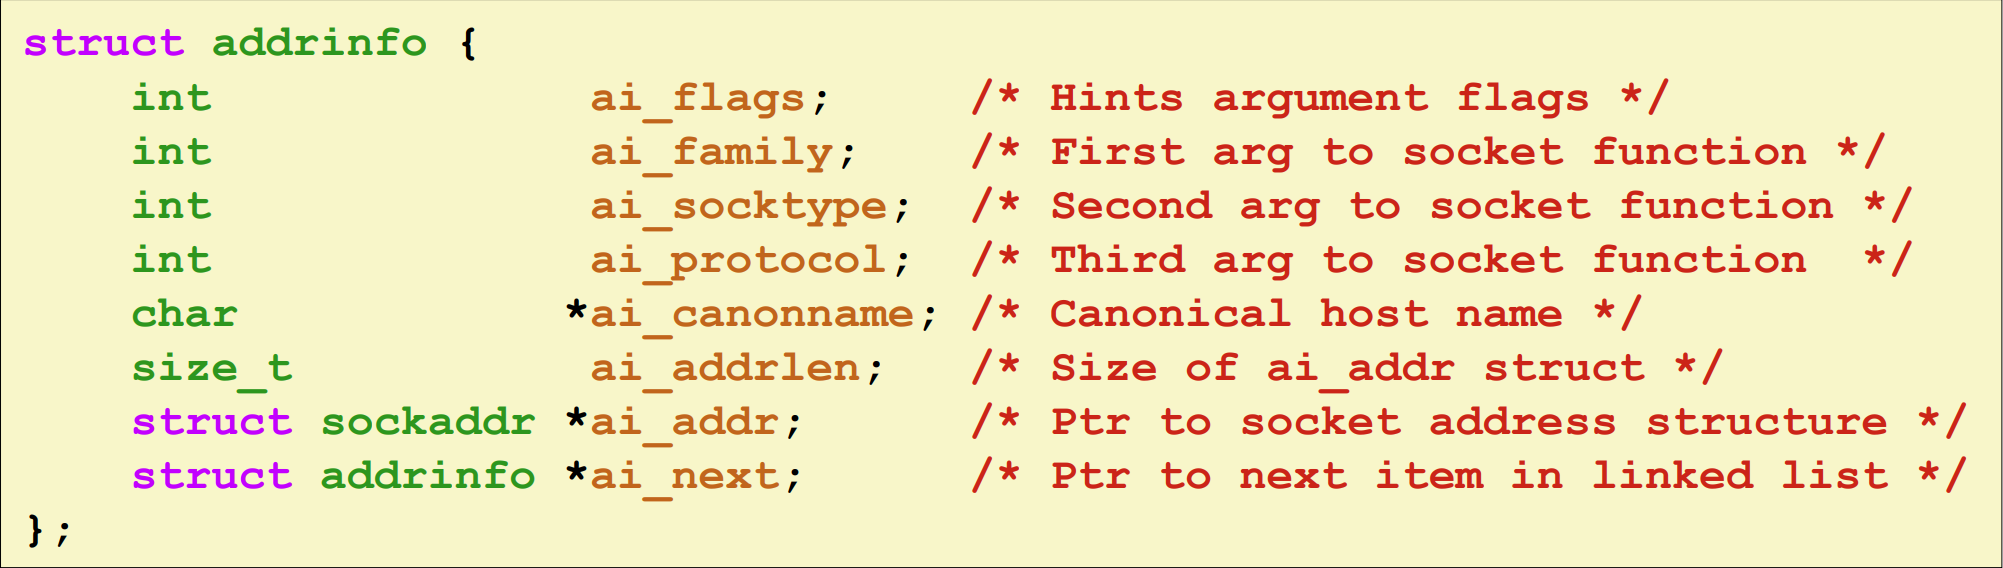 struct addrinfo {
    int              ai_flags;     /* Hints argument flags */
    int              ai_family;    /* First arg to socket function */
    int              ai_socktype;  /* Second arg to socket function */
    int              ai_protocol;  /* Third arg to socket function  */
    char            *ai_canonname; /* Canonical host name */
    size_t           ai_addrlen;   /* Size of ai_addr struct */
    struct sockaddr *ai_addr;      /* Ptr to socket address structure */
    struct addrinfo *ai_next;      /* Ptr to next item in linked list */
};